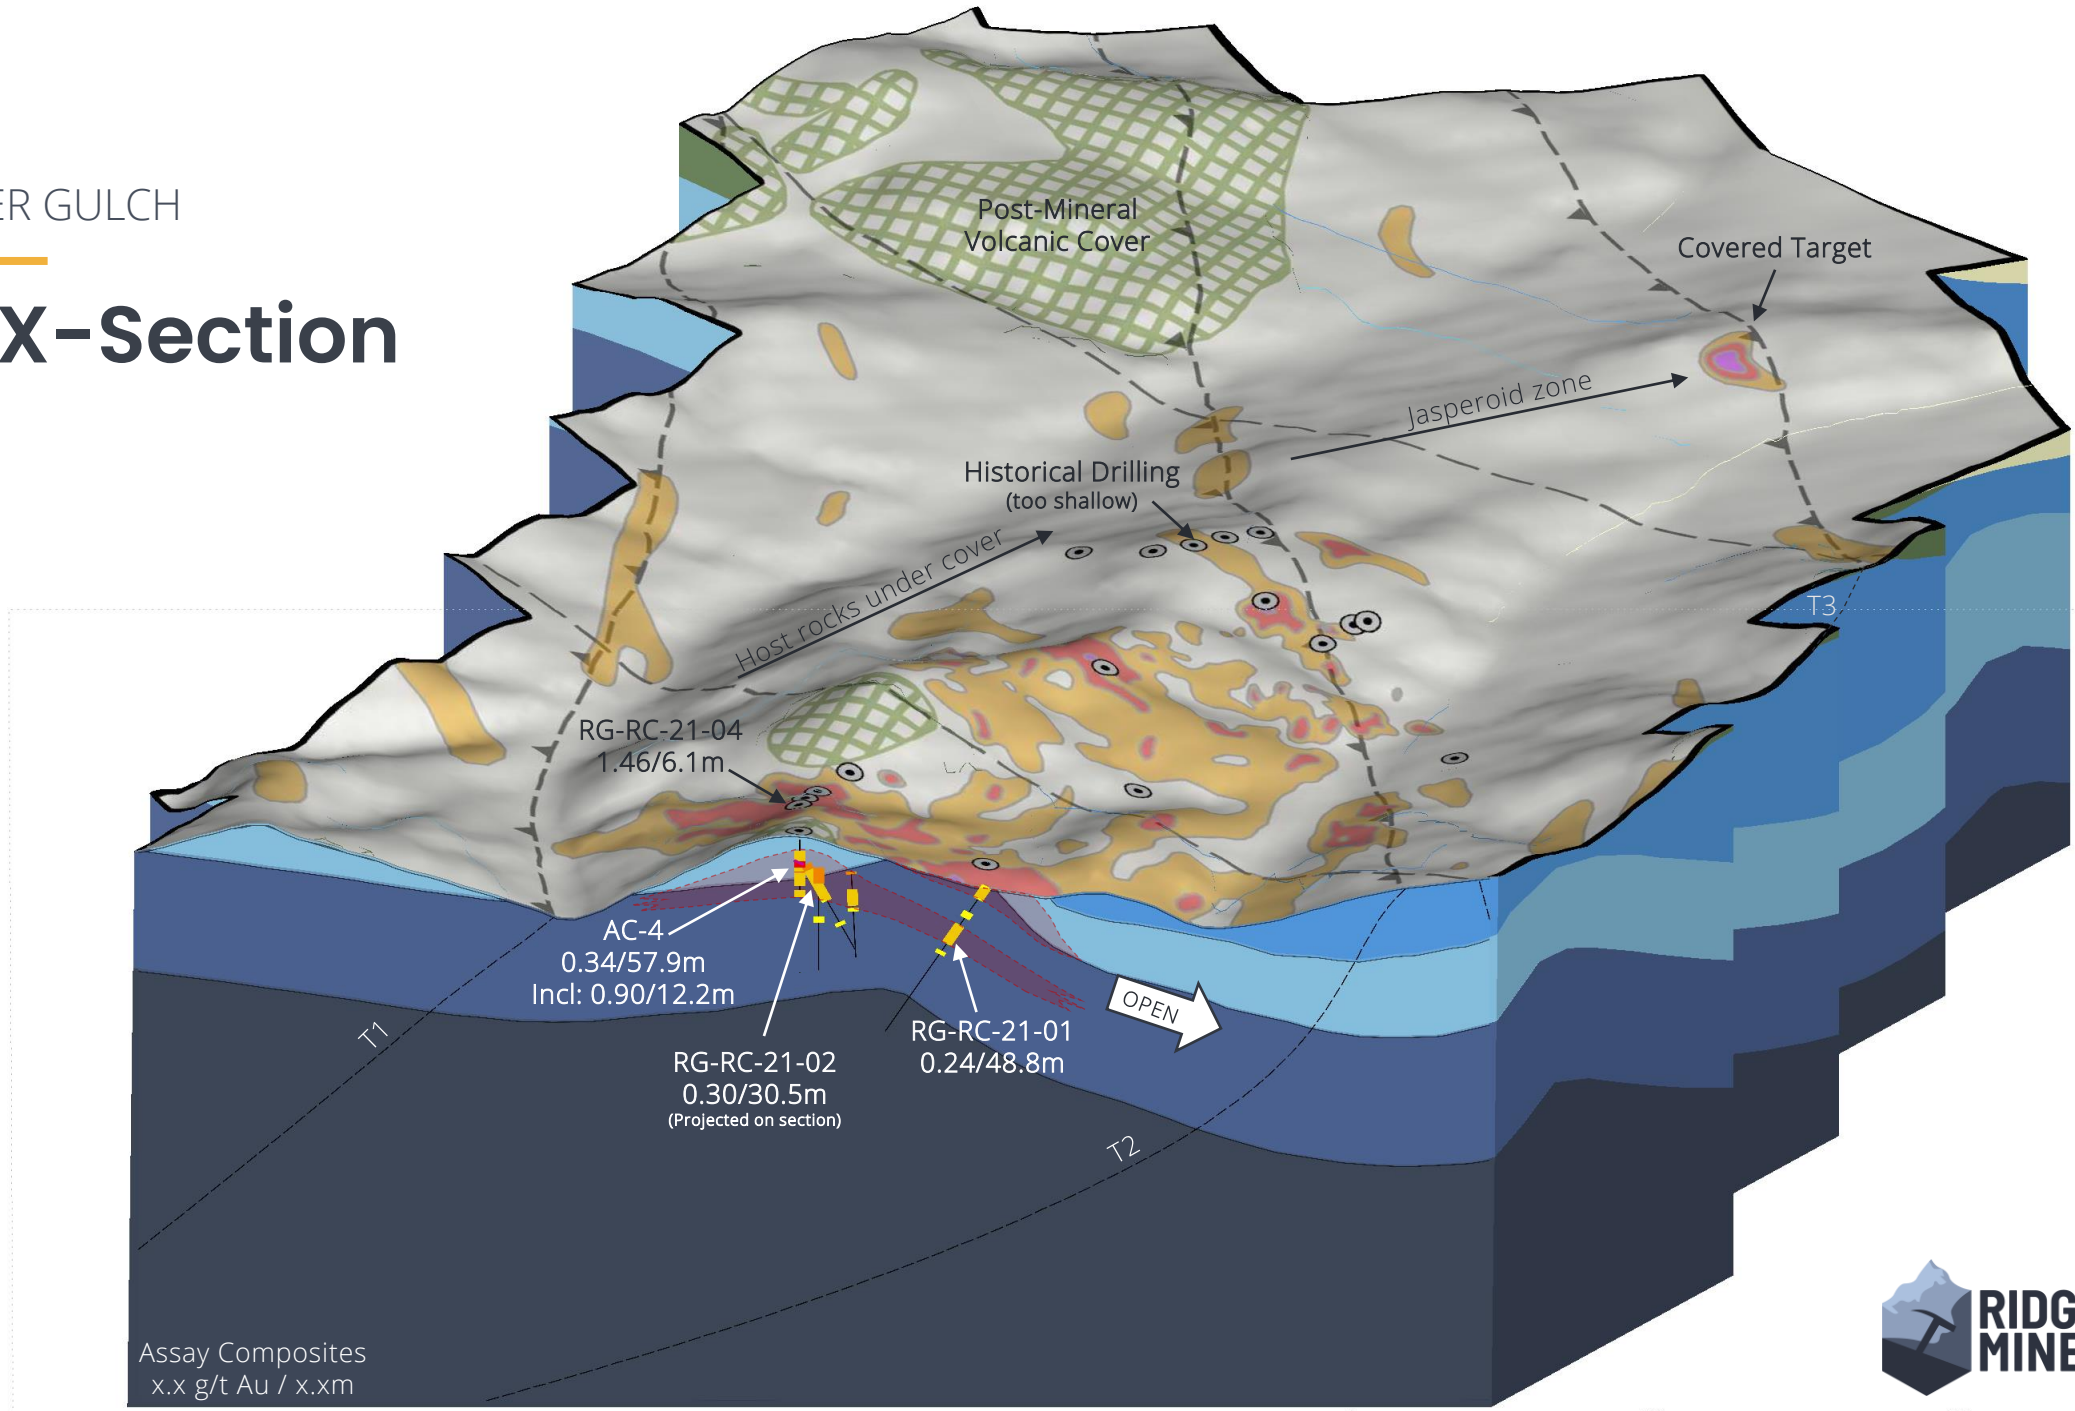 ER GULCH
X-Section
Post-Mineral
Volcanic Cover
Covered Target
Jasperoid zone
Historical Drilling
(too shallow)
Host rocks under cover
T3
RG-RC-21-04
1.46/6.1m
AC-4
0.34/57.9m
Incl: 0.90/12.2m
OPEN
T1
RG-RC-21-01
0.24/48.8m
RG-RC-21-02
0.30/30.5m
(Projected on section)
T2
Assay Composites
x.x g/t Au / x.xm
RIDG
MINE